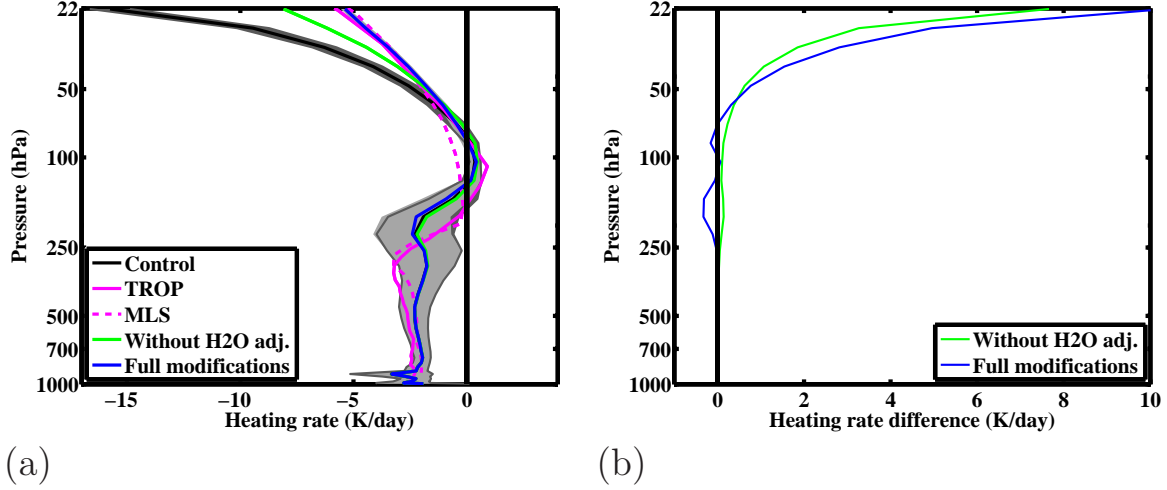 22
50
100
250
500
700
1000
Pressure (hPa)
−15
−10
−5
0
Heating rate (K/day)
Control
TROP
MLS
Without H2O adj.
Full modifications
(a)
22
50
100
250
500
700
1000
Pressure (hPa)
0
2
4
6
8
10
Heating rate difference (K/day)
Without H2O adj.
Full modifications
(b)